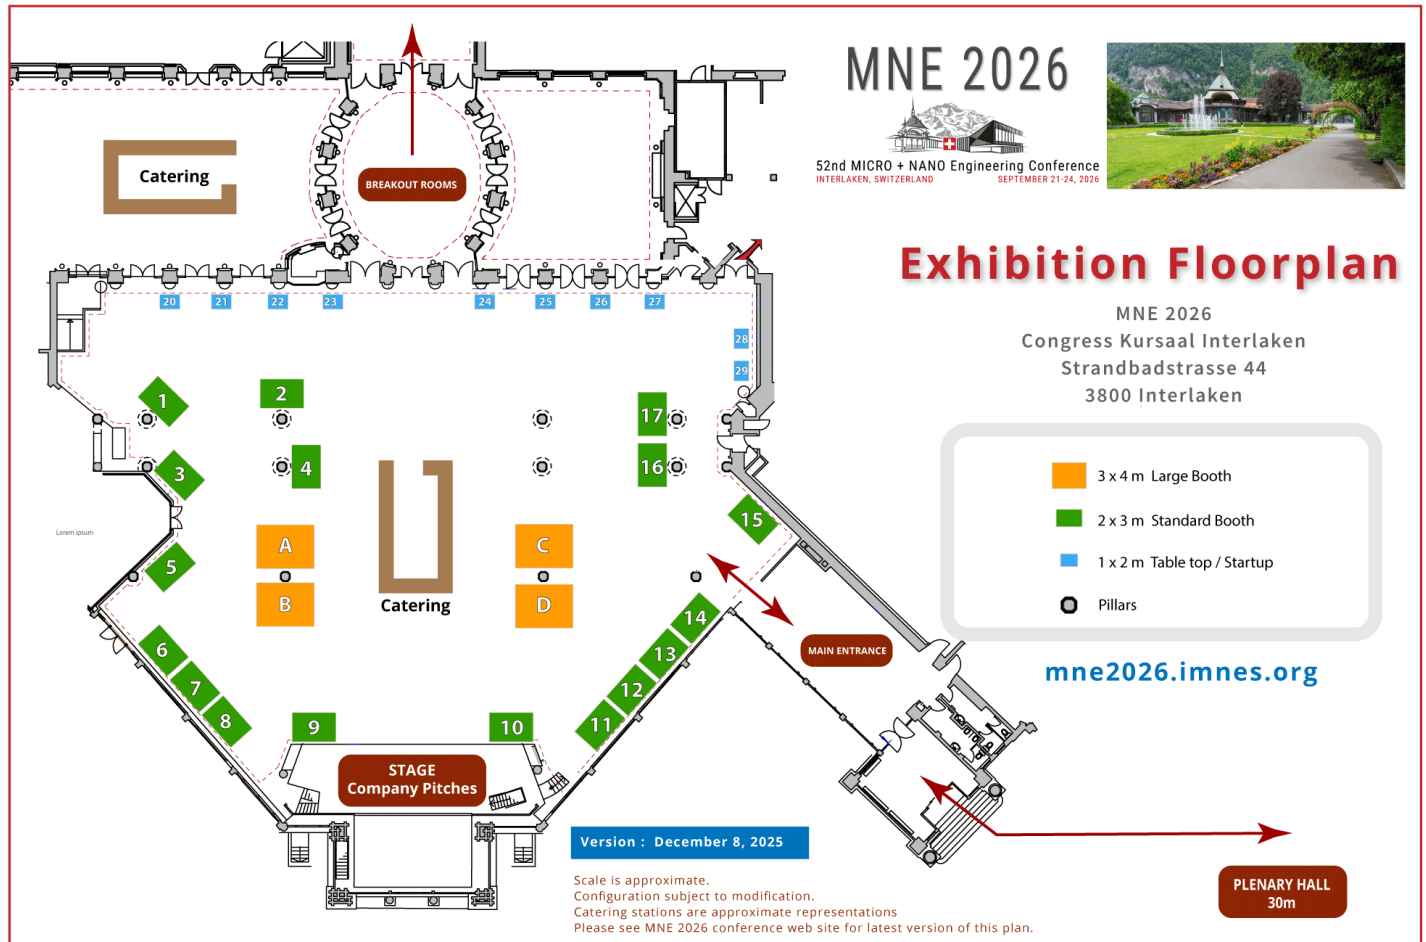 MNE 2026
52nd MICRO + NANO Engineering Conference
INTERLAKEN, SWITZERLAND SEPTEMBER 21-24, 2026
Exhibition Floorplan
MNE 2026
Congress Kursaal Interlaken
Strandbadstrasse 44
3800 Interlaken
3 x 4 m Large Booth
2 x 3 m Standard Booth
1 x 2 m Table top / Startup
Pillars
mne2026.imnes.org
Catering
BREAKOUT ROOMS
20 21 22 23 24 25 26 27
28
29
1
2
17
3
4
16
15
Lorem ipsum
A
C
5
B
D
Catering
14
6
13
MAIN ENTRANCE
7
12
8
11
9
10
STAGE
Company Pitches
Version : December 8, 2025
Scale is approximate.
Configuration subject to modification.
Catering stations are approximate representations
Please see MNE 2026 conference web site for latest version of this plan.
PLENARY HALL
30m